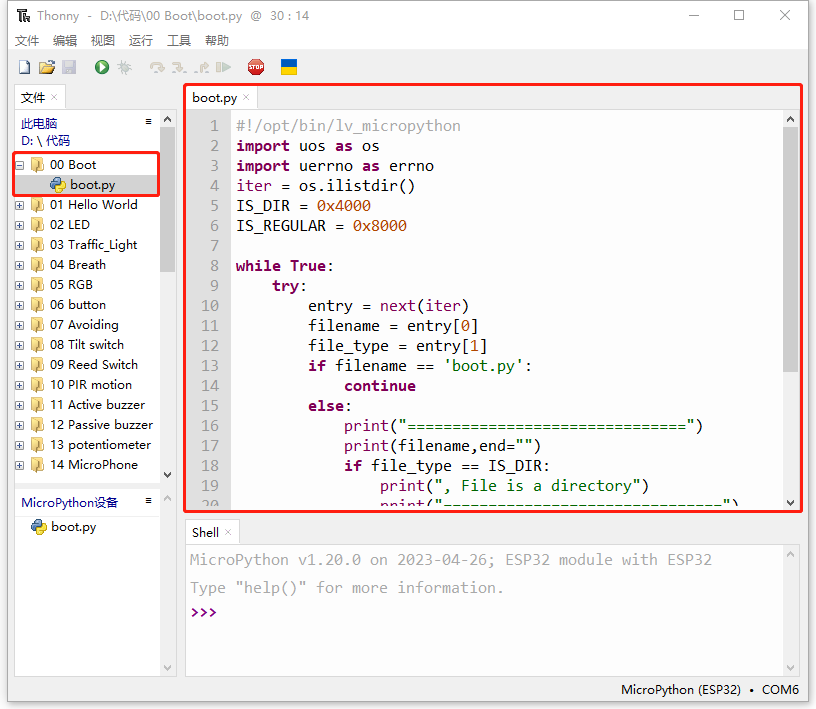 Thonny - D:\代码\00 Boot\boot.py @ 30 : 14
文件 编辑 视图 运行 工具 帮助
STOP
文件
此电脑
D: \ 代码
00 Boot
boot.py
01 Hello World
02 LED
03 Traffic_Light
04 Breath
05 RGB
06 button
07 Avoiding
08 Tilt switch
09 Reed Switch
10 PIR motion
11 Active buzzer
12 Passive buzzer
13 potentiometer
14 MicroPhone
MicroPython设备
boot.py
boot.py
1 #!/opt/bin/lv_micropython
2 import uos as os
3 import uerrno as errno
4 iter = os.ilistdir()
5 IS_DIR = 0x4000
6 IS_REGULAR = 0x8000
7
8 while True:
9 try:
10 entry = next(iter)
11 filename = entry[0]
12 file_type = entry[1]
13 if filename == 'boot.py':
14 continue
15 else:
16 print("===============================")
17 print(filename,end="")
18 if file_type == IS_DIR:
19 print(", File is a directory")
20 print("===============================")
Shell
MicroPython v1.20.0 on 2023-04-26; ESP32 module with ESP32
Type "help()" for more information.
>>>
MicroPython (ESP32) • COM6